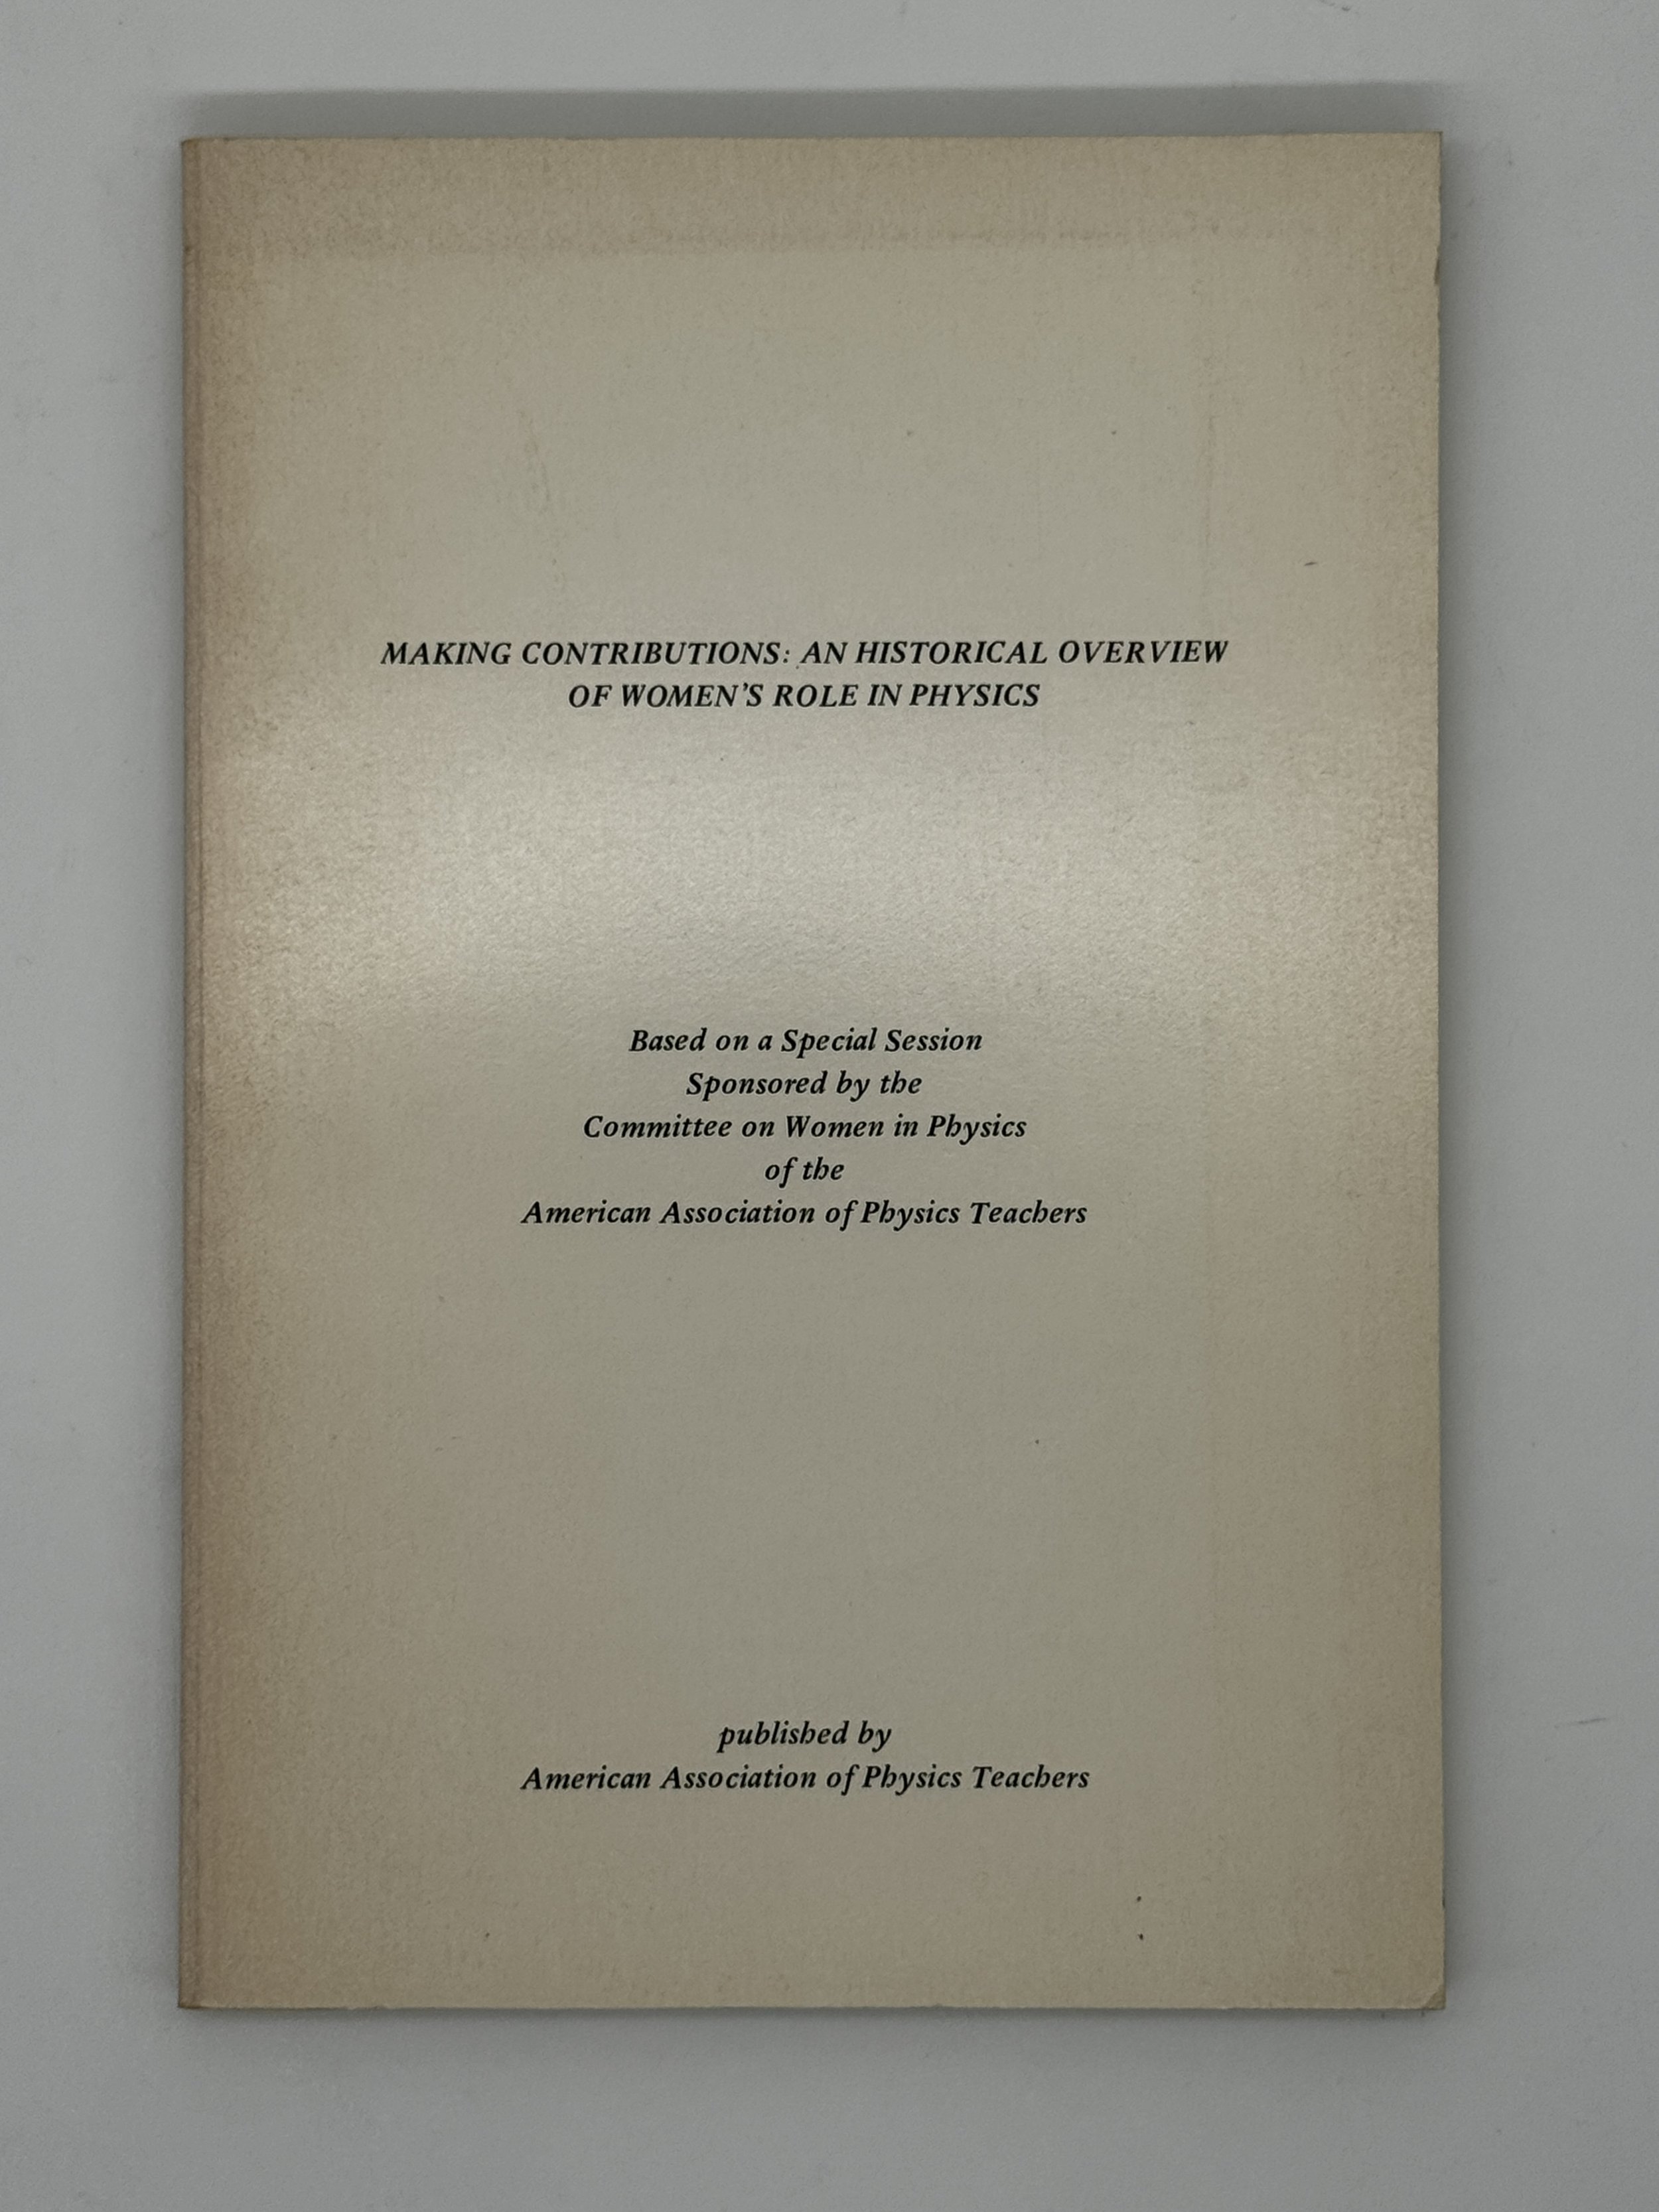 MAKING CONTRIBUTIONS: AN HISTORICAL OVERVIEW
OF WOMEN'S ROLE IN PHYSICS
Based on a Special Session
Sponsored by the
Committee on Women in Physics
of the
American Association of Physics Teachers
published by
American Association of Physics Teachers